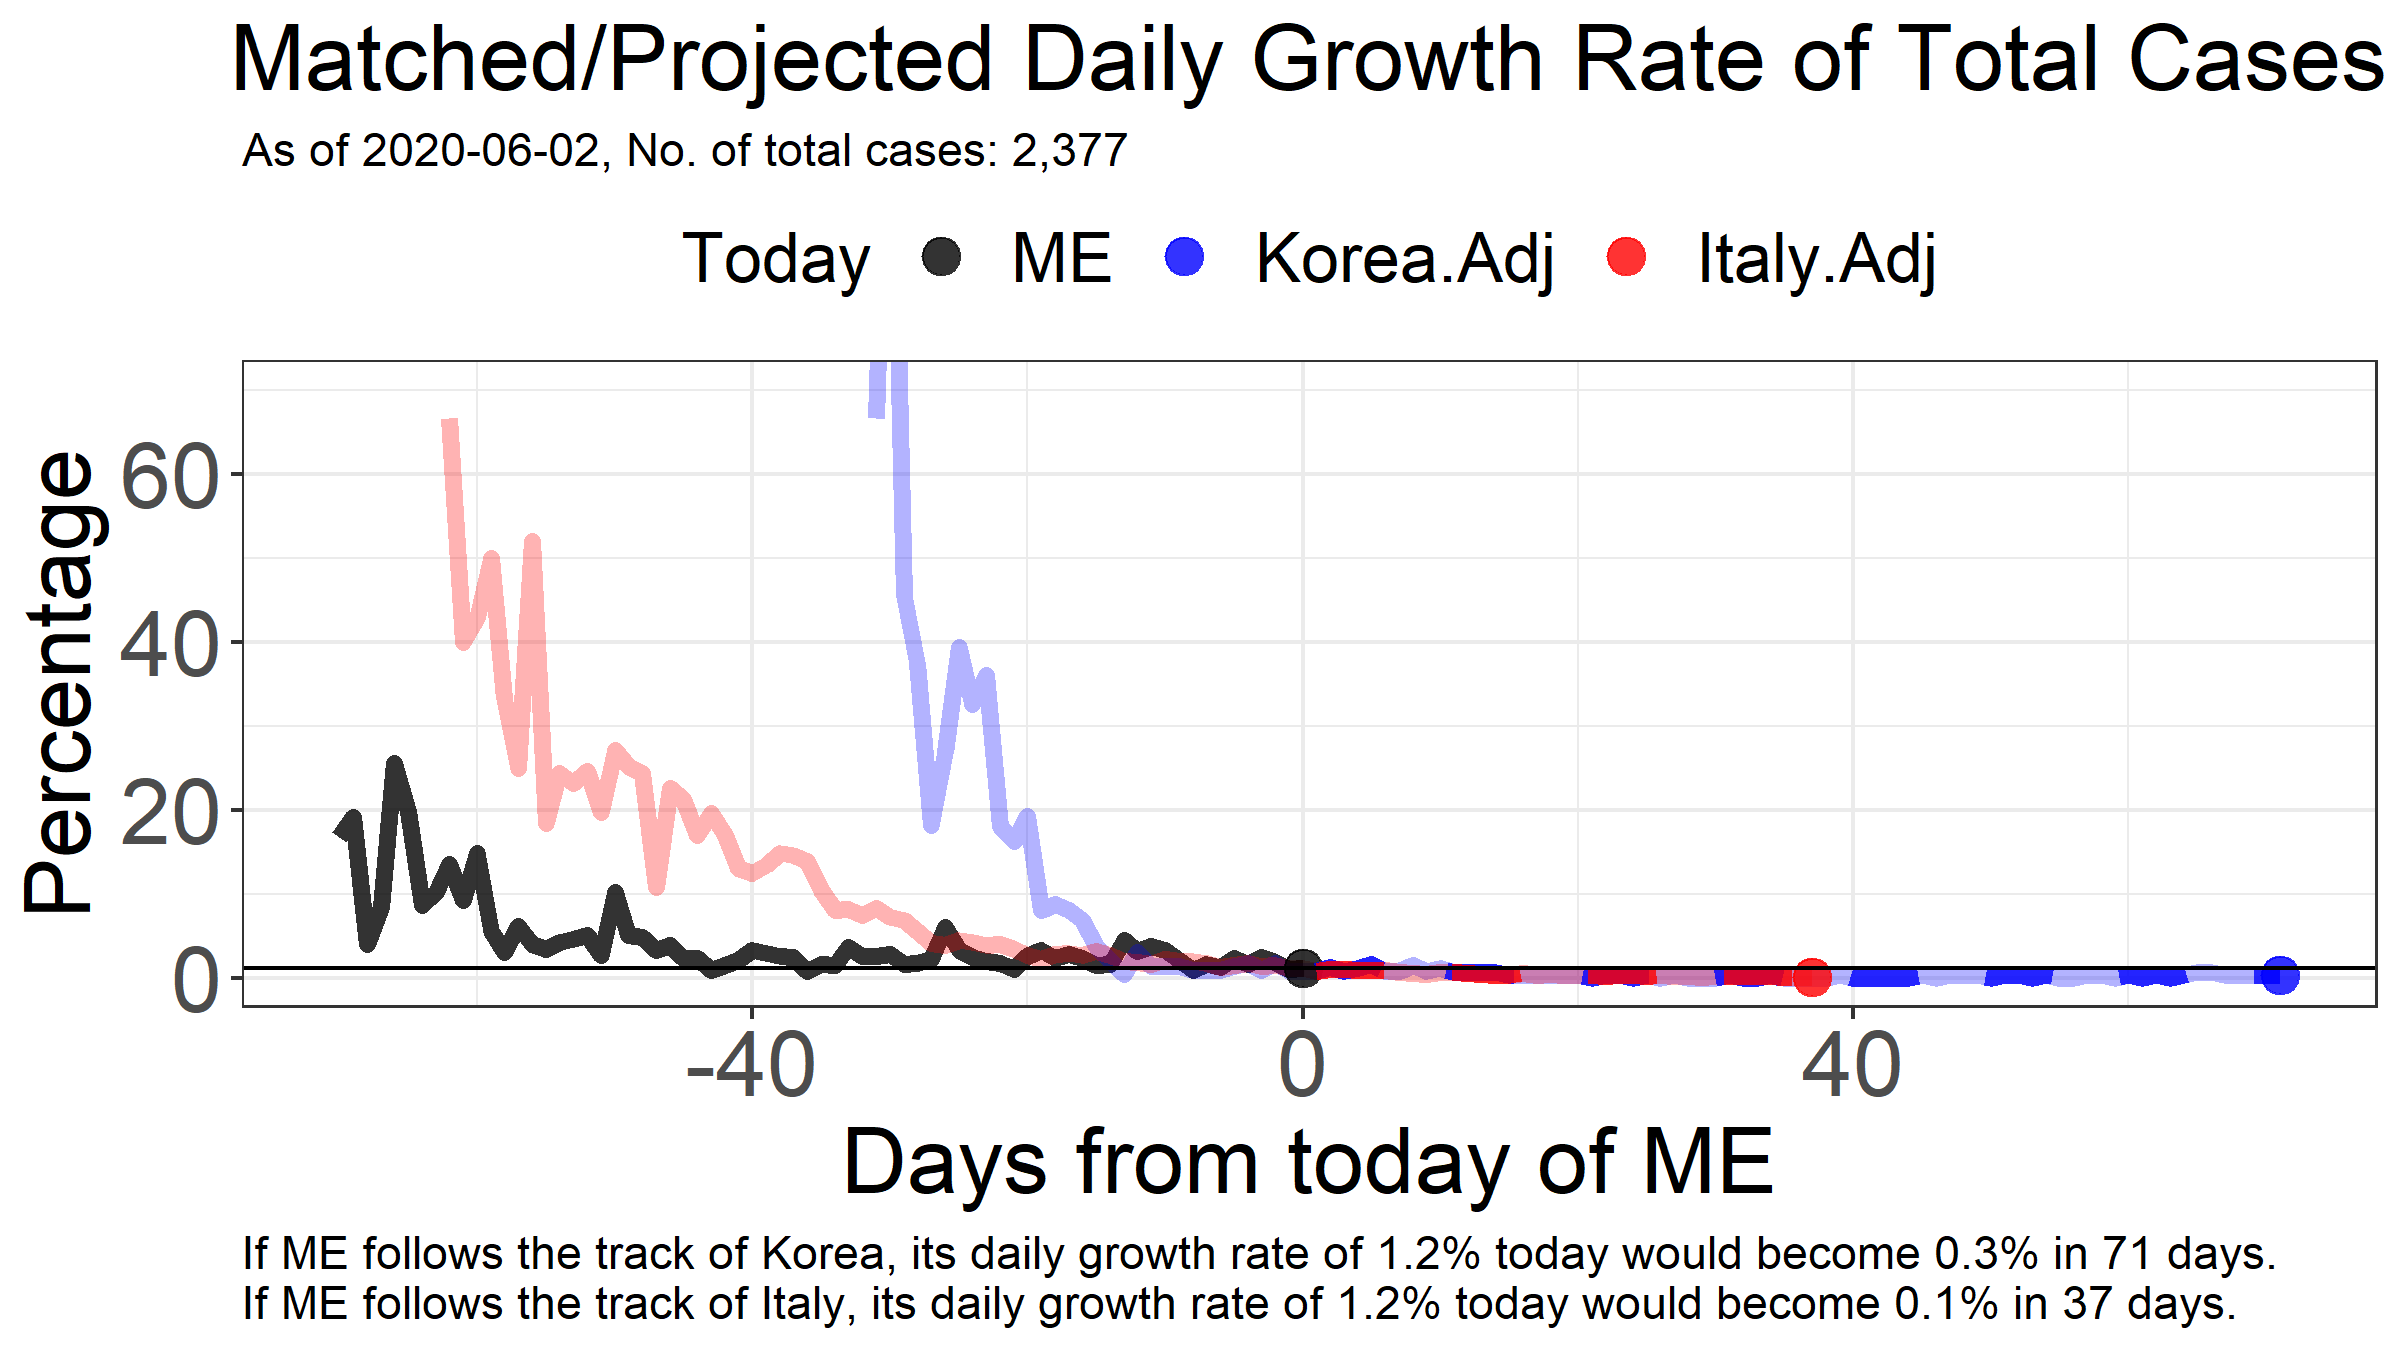 Matched/Projected Daily Growth Rate of Total Cases
As of 2020-06-02, No. of total cases: 2,377
Today ME Korea.Adj Italy.Adj
Percentage
60
40
20
0
-40 0 40
Days from today of ME
If ME follows the track of Korea, its daily growth rate of 1.2% today would become 0.3% in 71 days.
If ME follows the track of Italy, its daily growth rate of 1.2% today would become 0.1% in 37 days.